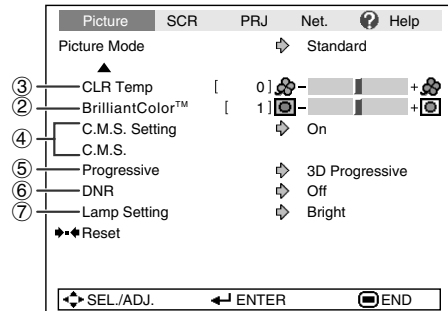 Picture SCR PRJ Net. ? Help
Picture Mode Standard
③ CLR Temp [ 0 ] − +
② BrilliantColor™ [ 1 ] − +
④ C.M.S. Setting On
C.M.S.
⑤ Progressive 3D Progressive
⑥ DNR Off
⑦ Lamp Setting Bright
Reset
SEL./ADJ. ENTER END